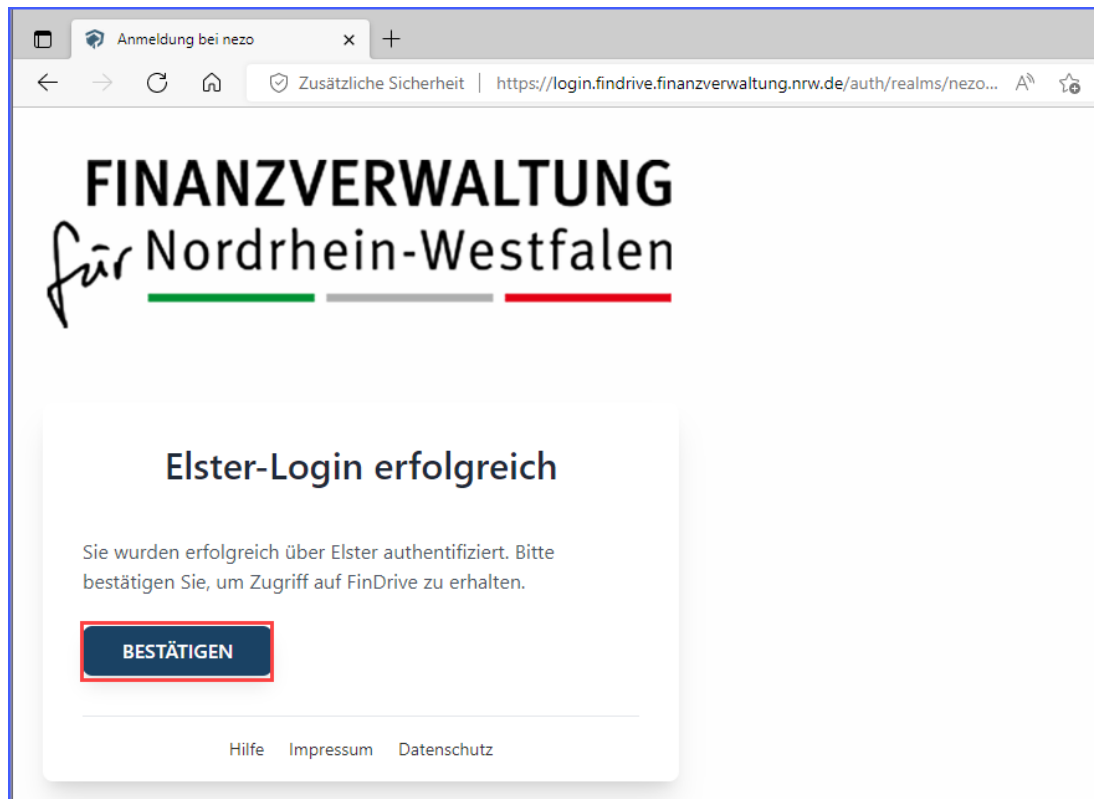 Anmeldung bei nezo
Zusätzliche Sicherheit | https://login.findrive.finanzverwaltung.nrw.de/auth/realms/nezo...
FINANZVERWALTUNG
für Nordrhein-Westfalen
Elster-Login erfolgreich
Sie wurden erfolgreich über Elster authentifiziert. Bitte
bestätigen Sie, um Zugriff auf FinDrive zu erhalten.
BESTÄTIGEN
Hilfe Impressum Datenschutz